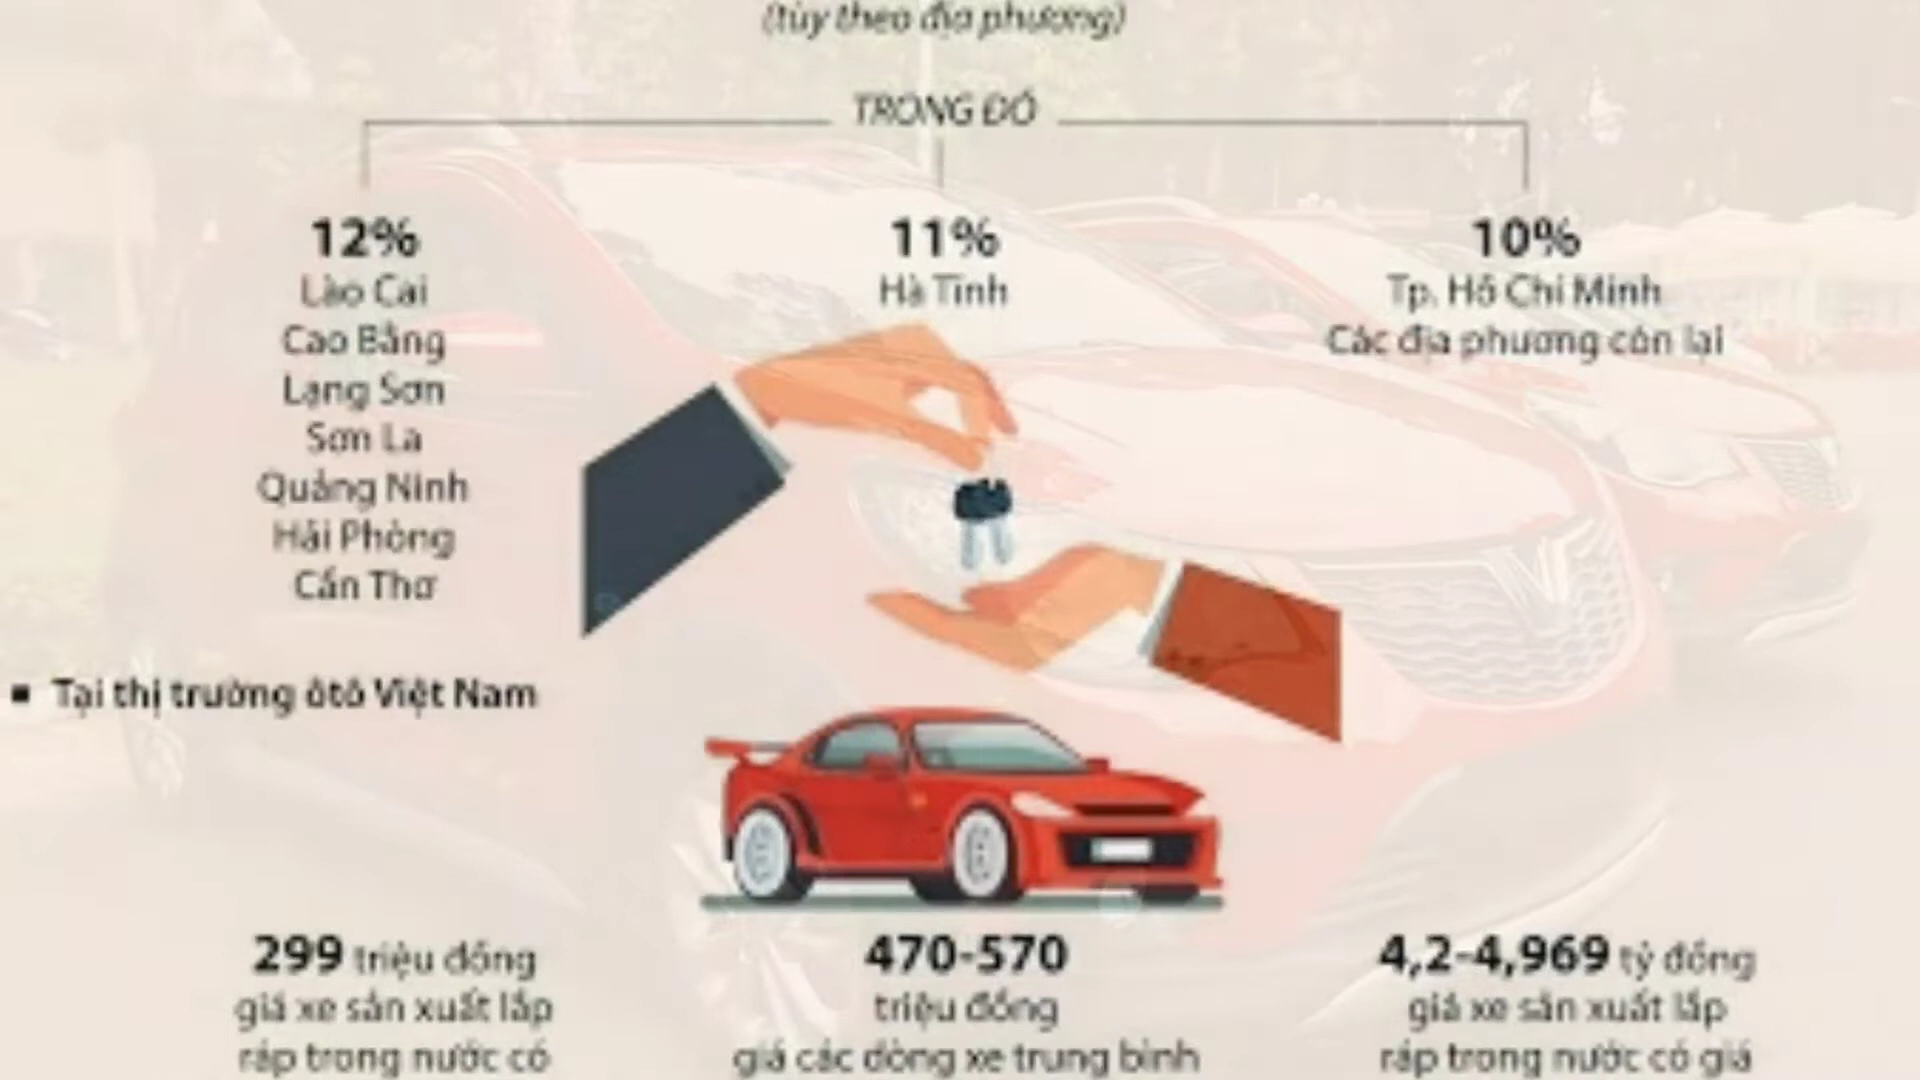 (tùy theo địa phương)
TRONG ĐÓ
12%
Lào Cai
Cao Bằng
Lạng Sơn
Sơn La
Quảng Ninh
Hải Phòng
Cần Thơ
11%
Hà Tĩnh
10%
Tp. Hồ Chí Minh
Các địa phương còn lại
▪ Tại thị trường ôtô Việt Nam
299 triệu đồng
giá xe sản xuất lắp
ráp trong nước có
470-570
triệu đồng
giá các dòng xe trung bình
4,2-4,969 tỷ đồng
giá xe sản xuất lắp
ráp trong nước có giá